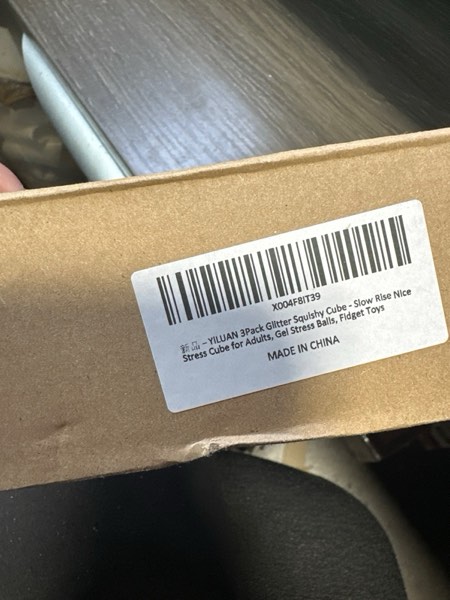 X004F8IT39
新品 – YILUAN 3Pack Glitter Squishy Cube - Slow Rise Nice
Stress Cube for Adults, Gel Stress Balls, Fidget Toys
MADE IN CHINA